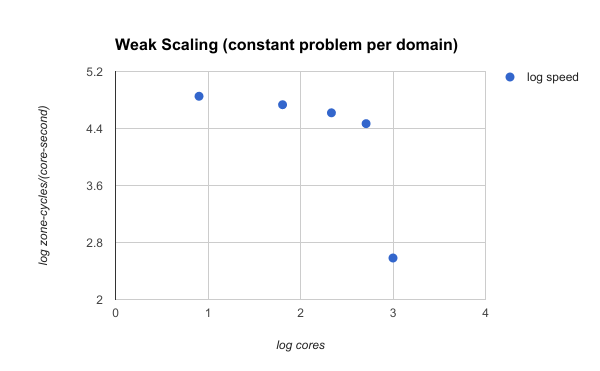 Weak Scaling (constant problem per domain)
log speed
log zone-cycles/(core-second)
5.2
4.4
3.6
2.8
2
0 1 2 3 4
log cores